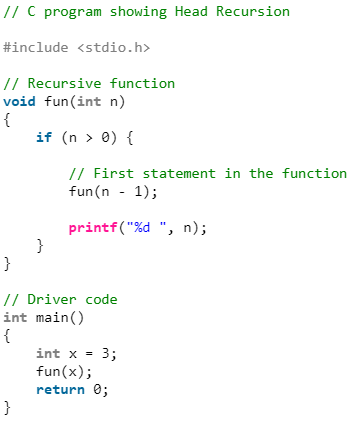 // C program showing Head Recursion
#include <stdio.h>
// Recursive function
void fun(int n)
{
    if (n > 0) {
        // First statement in the function
        fun(n - 1);
        printf("%d ", n);
    }
}
// Driver code
int main()
{
    int x = 3;
    fun(x);
    return 0;
}